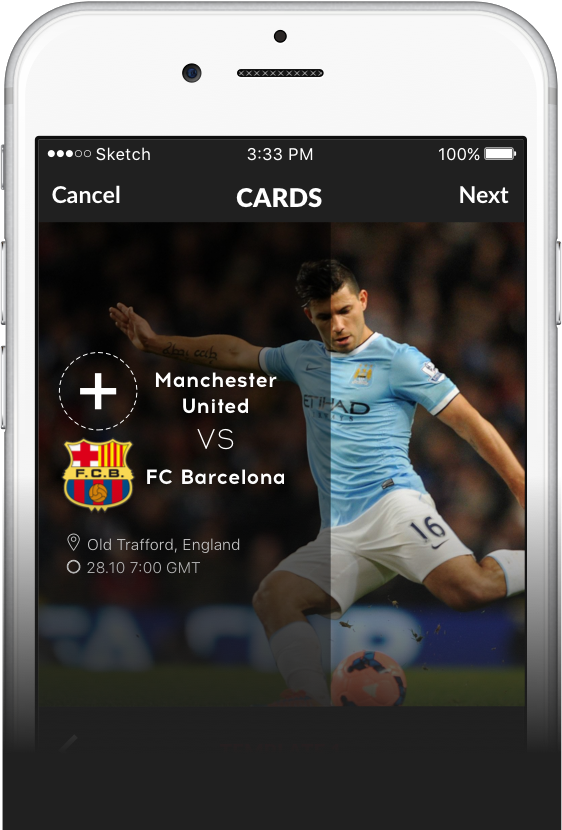 Sketch 3:33 PM 100%
Cancel CARDS Next
Manchester
United
VS
FC Barcelona
F.C.B.
Old Trafford, England
28.10 7:00 GMT
ETIHAD
16